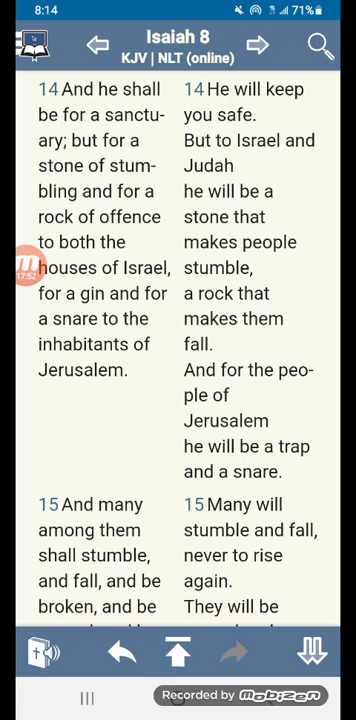 8:14
71%
Isaiah 8
KJV | NLT (online)
14 And he shall
be for a sanctu-
ary; but for a
stone of stum-
bling and for a
rock of offence
to both the
houses of Israel,
for a gin and for
a snare to the
inhabitants of
Jerusalem.
14 He will keep
you safe.
But to Israel and
Judah
he will be a
stone that
makes people
stumble,
a rock that
makes them
fall.
And for the peo-
ple of
Jerusalem
he will be a trap
and a snare.
17:52
15 And many
among them
shall stumble,
and fall, and be
broken, and be
15 Many will
stumble and fall,
never to rise
again.
They will be
Recorded by mobizen